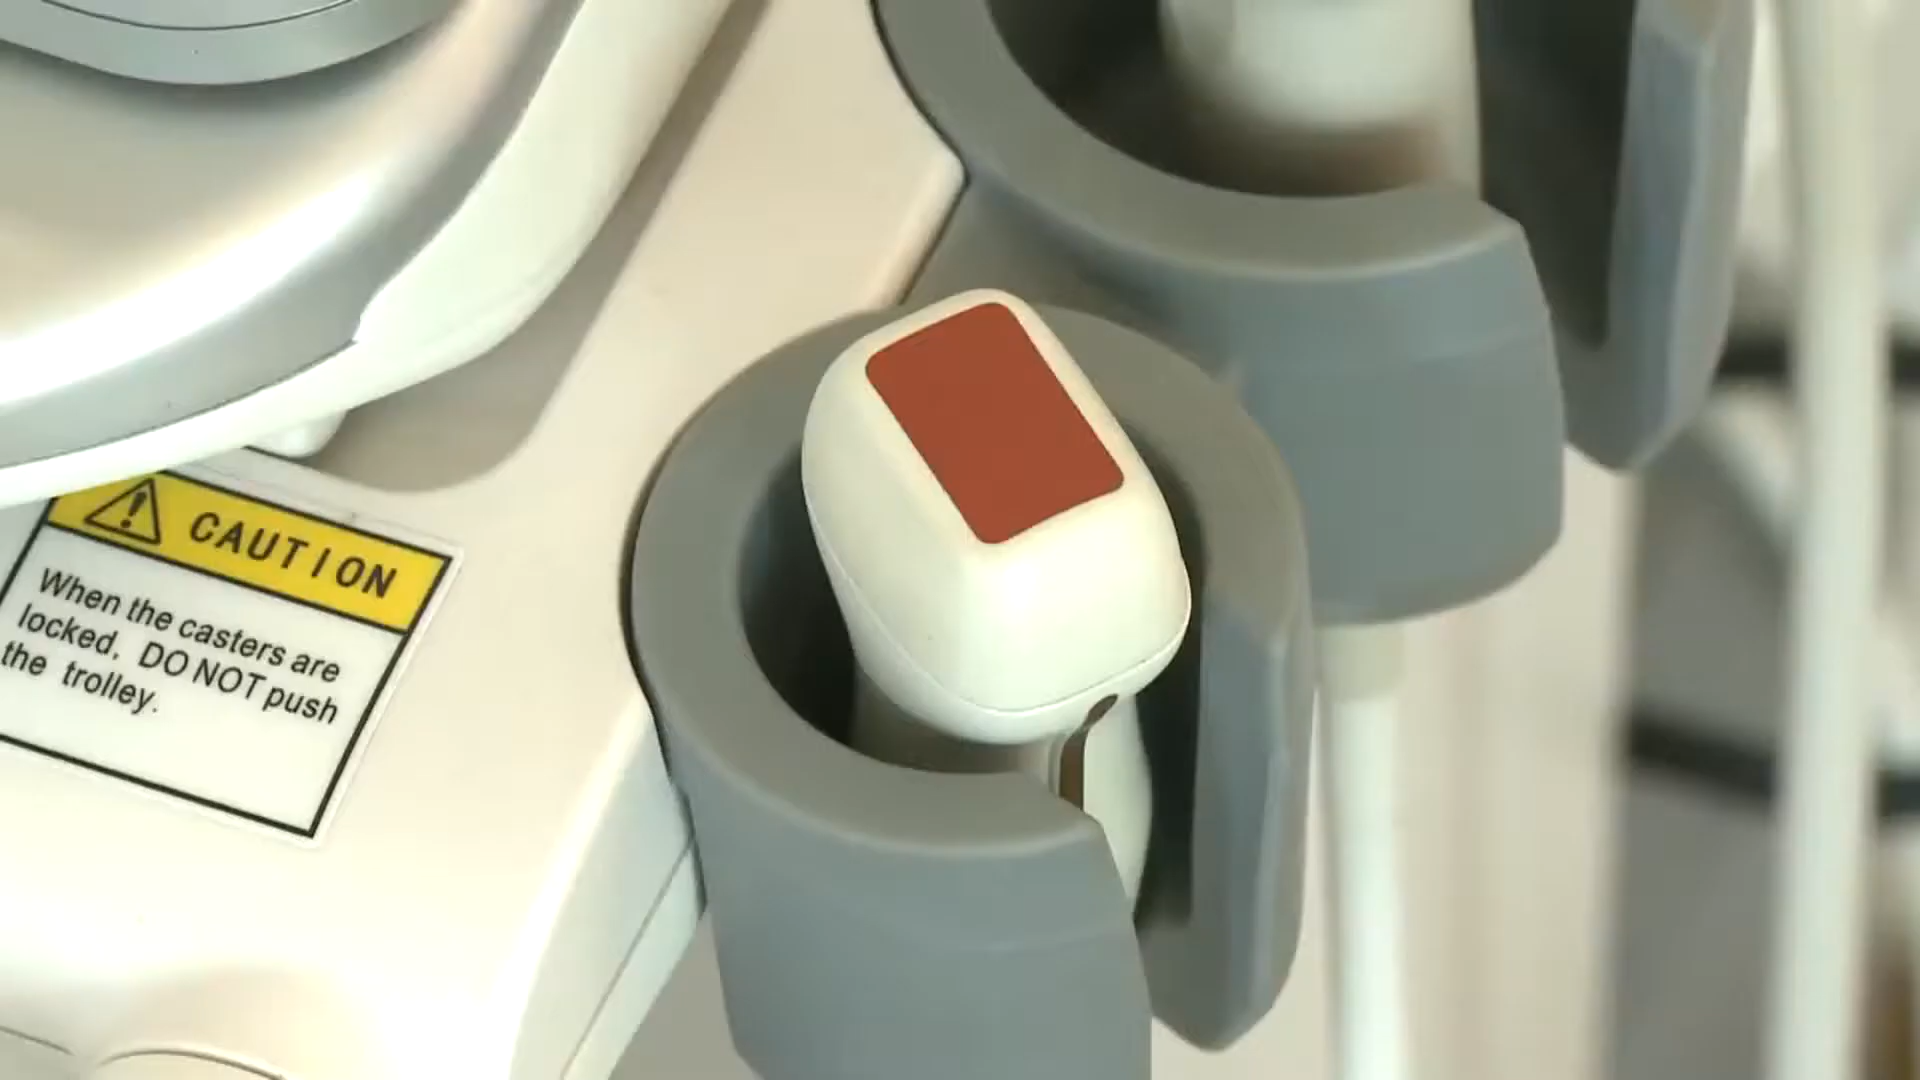 CAUTION
When the casters are
locked, DO NOT push
the trolley.